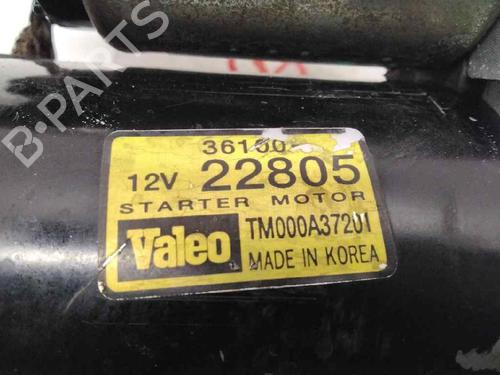 36100
12V 22805
STARTER MOTOR
Valeo TM000A37201
MADE IN KOREA
B-PARTS